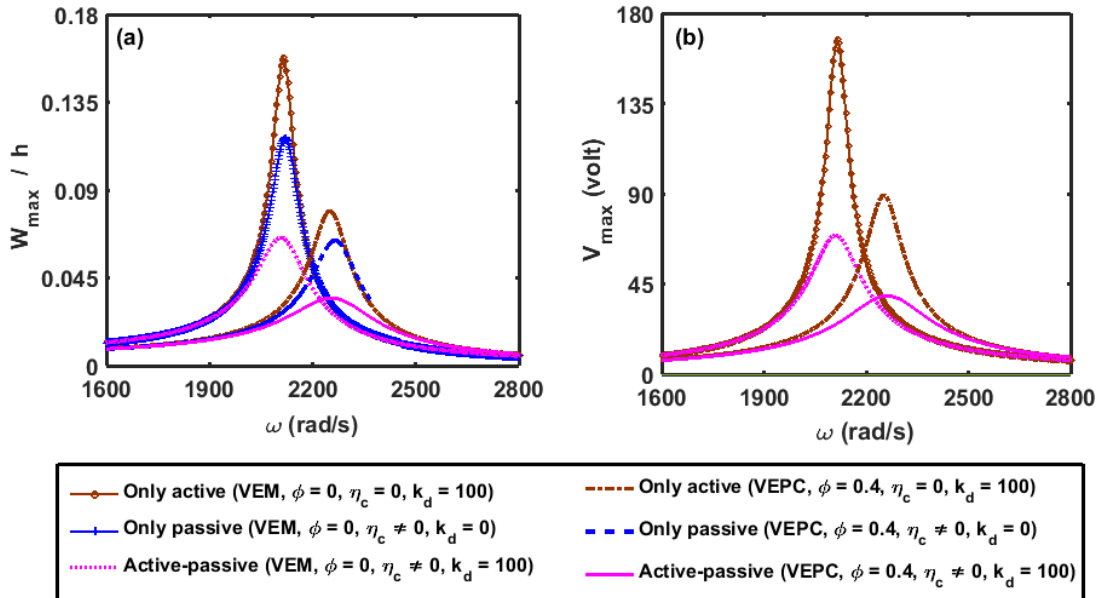 (a)
0.18
0.135
0.09
0.045
0
W_max / h
1600 1900 2200 2500 2800
ω (rad/s)
(b)
180
135
90
45
0
V_max (volt)
1600 1900 2200 2500 2800
ω (rad/s)
Only active (VEM, ϕ = 0, η_c = 0, k_d = 100)
Only passive (VEM, ϕ = 0, η_c ≠ 0, k_d = 0)
Active-passive (VEM, ϕ = 0, η_c ≠ 0, k_d = 100)
Only active (VEPC, ϕ = 0.4, η_c = 0, k_d = 100)
Only passive (VEPC, ϕ = 0.4, η_c ≠ 0, k_d = 0)
Active-passive (VEPC, ϕ = 0.4, η_c ≠ 0, k_d = 100)